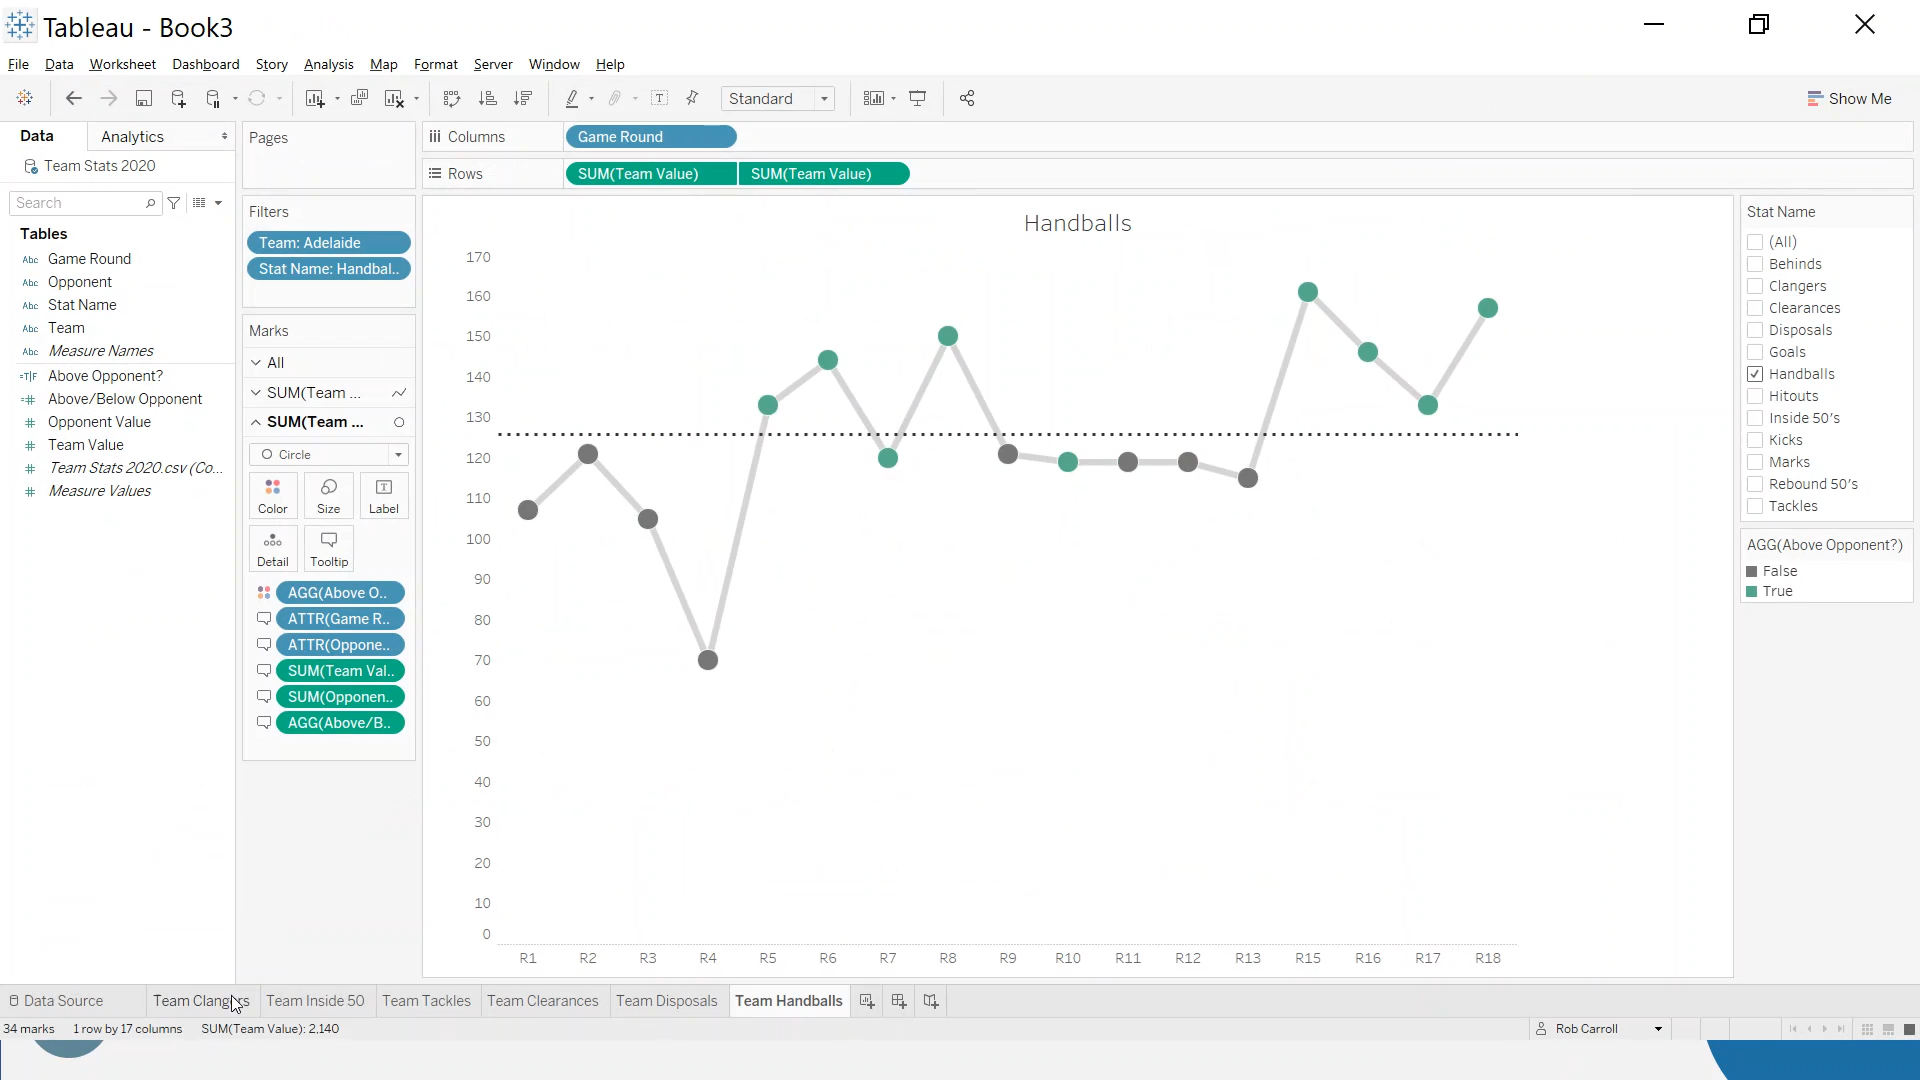 Tableau - Book3
File Data Worksheet Dashboard Story Analysis Map Format Server Window Help
Standard
Show Me
Data Analytics
Team Stats 2020
Search
Tables
Abc Game Round
Abc Opponent
Abc Stat Name
Abc Team
Abc Measure Names
=T|F Above Opponent?
=# Above/Below Opponent
# Opponent Value
# Team Value
# Team Stats 2020.csv (Co...
# Measure Values
Pages
Filters
Team: Adelaide
Stat Name: Handbal..
Marks
All
SUM(Team ...
SUM(Team ...
Circle
Color Size Label
Detail Tooltip
AGG(Above O..
ATTR(Game R..
ATTR(Oppone..
SUM(Team Val..
SUM(Opponen..
AGG(Above/B..
Columns Game Round
Rows SUM(Team Value) SUM(Team Value)
Handballs
170
160
150
140
130
120
110
100
90
80
70
60
50
40
30
20
10
0
R1 R2 R3 R4 R5 R6 R7 R8 R9 R10 R11 R12 R13 R15 R16 R17 R18
Stat Name
(All)
Behinds
Clangers
Clearances
Disposals
Goals
Handballs
Hitouts
Inside 50's
Kicks
Marks
Rebound 50's
Tackles
AGG(Above Opponent?)
False
True
Data Source Team Clangers Team Inside 50 Team Tackles Team Clearances Team Disposals Team Handballs
34 marks 1 row by 17 columns SUM(Team Value): 2,140 Rob Carroll